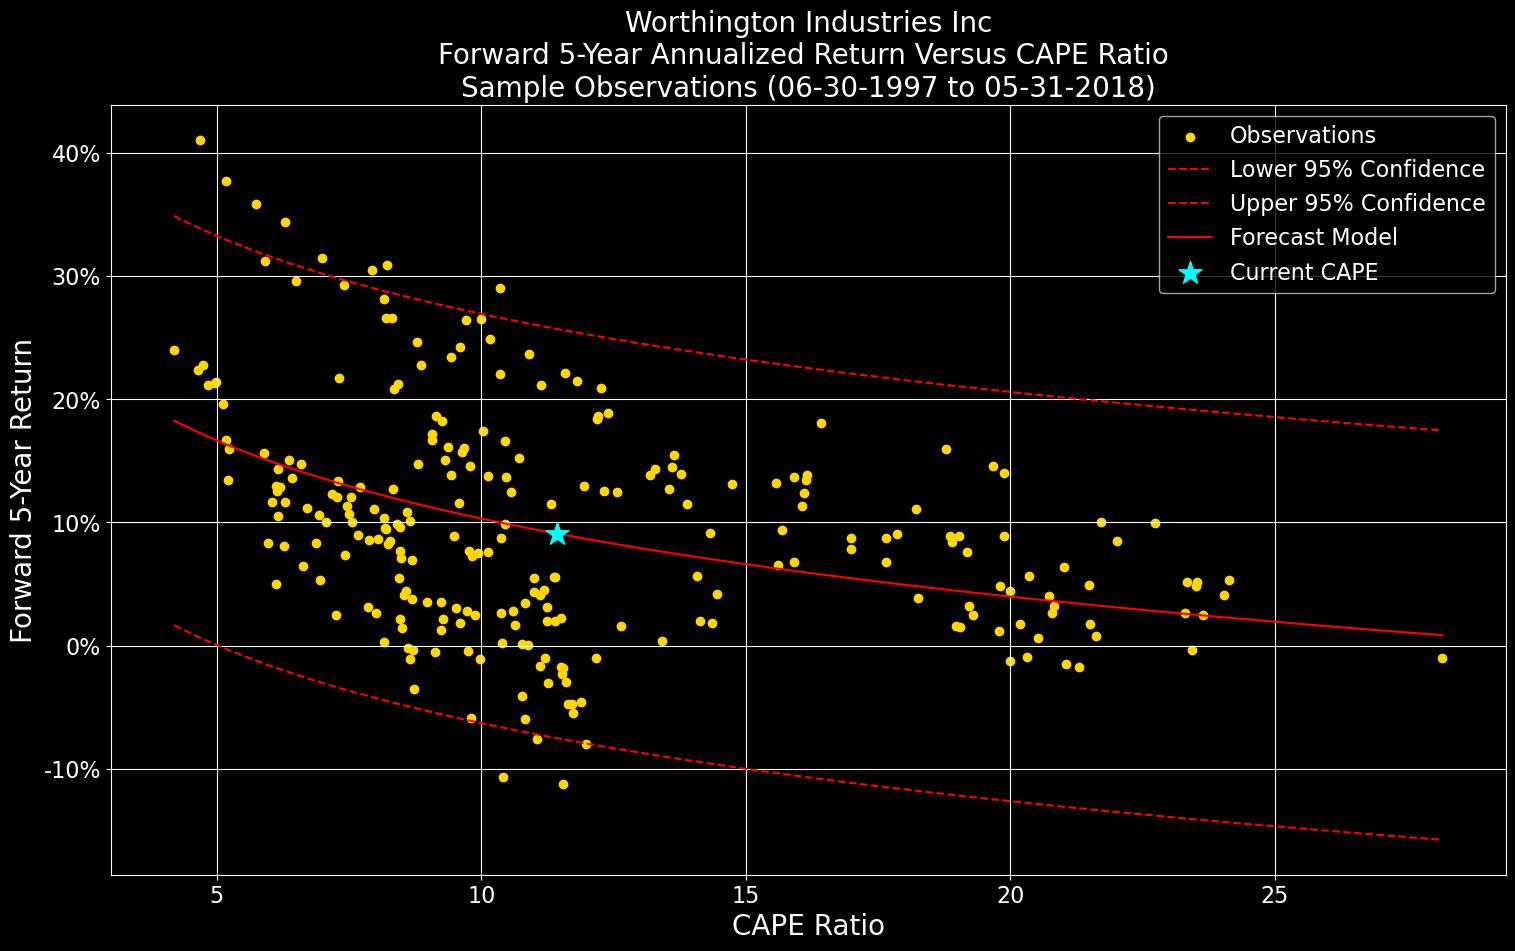 Worthington Industries Inc
Forward 5-Year Annualized Return Versus CAPE Ratio
Sample Observations (06-30-1997 to 05-31-2018)
Observations
Lower 95% Confidence
Upper 95% Confidence
Forecast Model
Current CAPE
Forward 5-Year Return
40%
30%
20%
10%
0%
-10%
5
10
15
20
25
CAPE Ratio